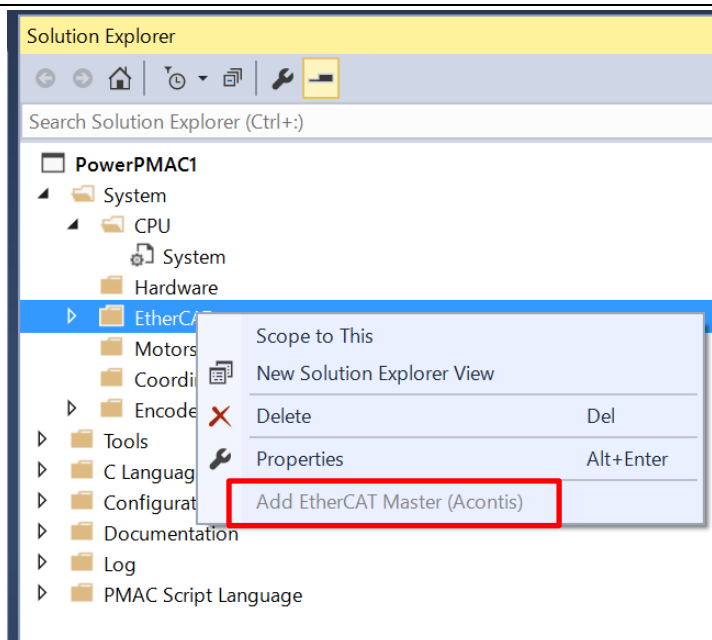 Solution Explorer
Search Solution Explorer (Ctrl+:)
PowerPMAC1
System
CPU
System
Hardware
EtherCAT
Scope to This
Motors
New Solution Explorer View
Coordi
Encode
Delete Del
Tools
Properties Alt+Enter
C Languag
Configurat
Add EtherCAT Master (Acontis)
Documentation
Log
PMAC Script Language